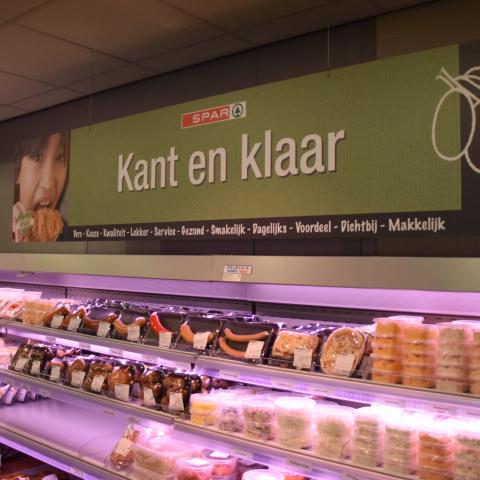 SPAR
Kant en klaar
Vers - Keuze - Kwaliteit - Lekker - Service - Gezond - Smakelijk - Dagelijks - Voordeel - Dichtbij - Makkelijk